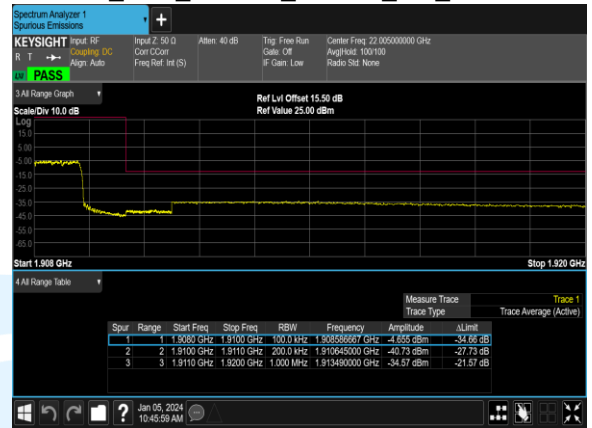 Spectrum Analyzer 1
Spurious Emissions
+
KEYSIGHT Input: RF Input Z: 50 Ω Atten: 40 dB Trig: Free Run Center Freq: 22.005000000 GHz
R T Coupling: DC Corr CCorr Gate: Off Avg|Hold: 100/100
Align: Auto Freq Ref: Int (S) IF Gain: Low Radio Std: None
LW PASS
3 All Range Graph
Ref Lvl Offset 15.50 dB
Scale/Div 10.0 dB Ref Value 25.00 dBm
Log
15.0
5.00
-5.00
-15.0
-25.0
-35.0
-45.0
-55.0
-65.0
Start 1.908 GHz Stop 1.920 GHz
4 All Range Table
Measure Trace Trace 1
Trace Type Trace Average (Active)
Spur Range Start Freq Stop Freq RBW Frequency Amplitude ΔLimit
1 1 1.9080 GHz 1.9100 GHz 100.0 kHz 1.908586667 GHz -4.655 dBm -34.66 dB
2 2 1.9100 GHz 1.9110 GHz 200.0 kHz 1.910645000 GHz -40.73 dBm -27.73 dB
3 3 1.9110 GHz 1.9200 GHz 1.000 MHz 1.913490000 GHz -34.57 dBm -21.57 dB
? Jan 05, 2024
10:45:59 AM